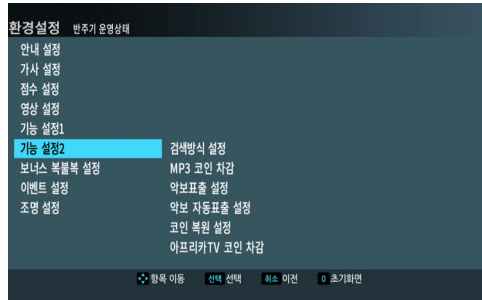 환경설정 반주기 운영상태
안내 설정
가사 설정
점수 설정
영상 설정
기능 설정1
기능 설정2
보너스 복불복 설정
이벤트 설정
조명 설정
검색방식 설정
MP3 코인 차감
악보표출 설정
악보 자동표출 설정
코인 복원 설정
아프리카TV 코인 차감
항목 이동 선택 선택 취소 이전 0 초기화면